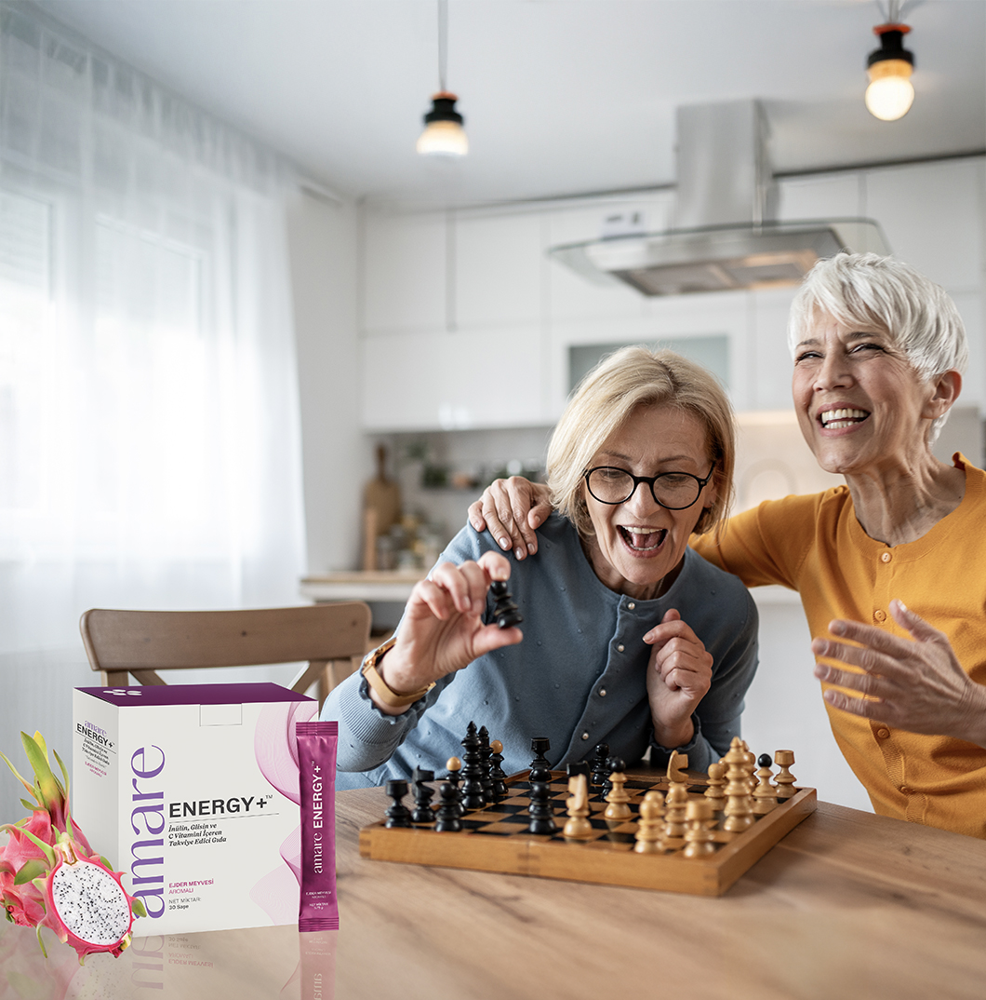 amare
ENERGY+
amare
ENERGY+™
İnülin, Glisin ve
C Vitamini İçeren
Takviye Edici Gıda
EJDER MEYVESİ
AROMALI
NET MİKTAR:
30 Saşe
amare ENERGY+